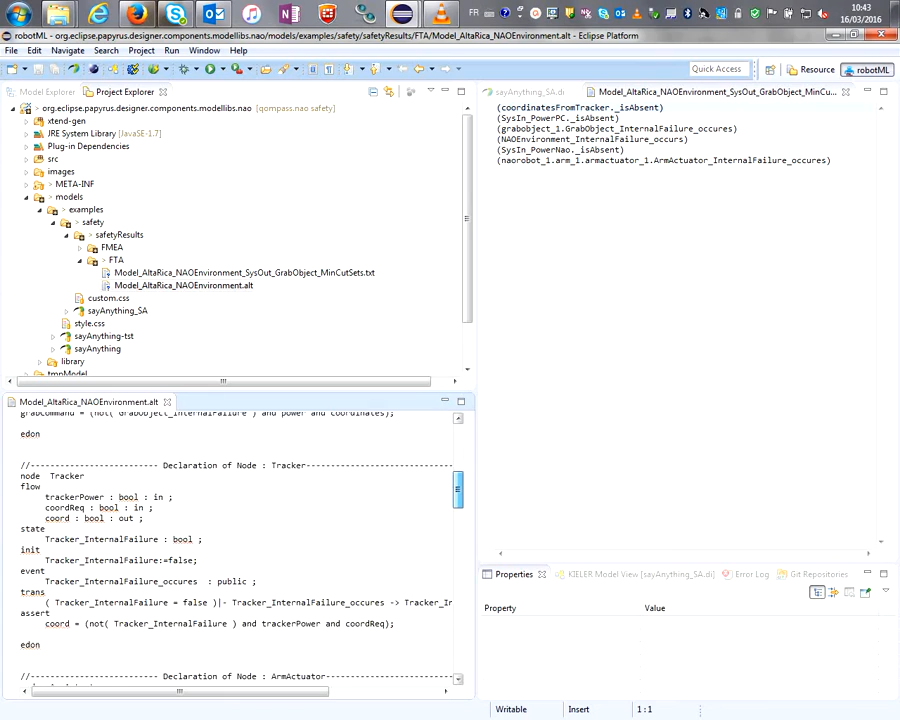 FR
10:43
16/03/2016
robotML - org.eclipse.papyrus.designer.components.modellibs.nao/models/examples/safety/safetyResults/FTA/Model_AltaRica_NAOEnvironment.alt - Eclipse Platform
File Edit Navigate Search Project Run Window Help
Quick Access
Resource
robotML
Model Explorer
Project Explorer
org.eclipse.papyrus.designer.components.modellibs.nao [qompass.nao safety]
xtend-gen
JRE System Library [JavaSE-1.7]
Plug-in Dependencies
src
images
META-INF
models
examples
safety
safetyResults
FMEA
FTA
Model_AltaRica_NAOEnvironment_SysOut_GrabObject_MinCutSets.txt
Model_AltaRica_NAOEnvironment.alt
custom.css
sayAnything_SA
style.css
sayAnything-tst
sayAnything
library
tmpModel
sayAnything_SA.di
Model_AltaRica_NAOEnvironment_SysOut_GrabObject_MinCu...
(coordinatesFromTracker._isAbsent)
(SysIn_PowerPC._isAbsent)
(grabobject_1.GrabObject_InternalFailure_occures)
(NAOEnvironment_InternalFailure_occurs)
(SysIn_PowerNao._isAbsent)
(naorobot_1.arm_1.armactuator_1.ArmActuator_InternalFailure_occures)
Model_AltaRica_NAOEnvironment.alt
grabCommand = (not( GrabObject_InternalFailure ) and power and coordinates);
edon
//-------------------------- Declaration of Node : Tracker--------------------------
node Tracker
flow
trackerPower : bool : in ;
coordReq : bool : in ;
coord : bool : out ;
state
Tracker_InternalFailure : bool ;
init
Tracker_InternalFailure:=false;
event
Tracker_InternalFailure_occures : public ;
trans
( Tracker_InternalFailure = false )|- Tracker_InternalFailure_occures -> Tracker_In
assert
coord = (not( Tracker_InternalFailure ) and trackerPower and coordReq);
edon
//-------------------------- Declaration of Node : ArmActuator-----------------------
Properties
KIELER Model View [sayAnything_SA.di]
Error Log
Git Repositories
Property Value
Writable Insert 1 : 1